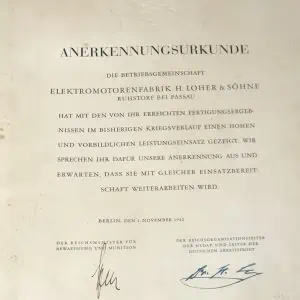 ANERKENNUNGSURKUNDE
DIE BETRIEBSGEMEINSCHAFT
ELEKTROMOTORENFABRIK H. LOHER & SÖHNE
RUHSTORF BEI PASSAU
HAT MIT DEN VON IHR ERREICHTEN FERTIGUNGSERGEB-
NISSEN IM BISHERIGEN KRIEGSVERLAUF EINEN HOHEN
UND VORBILDLICHEN LEISTUNGSEINSATZ GEZEIGT. WIR
SPRECHEN IHR DAFÜR UNSERE ANERKENNUNG AUS UND
ERWARTEN, DASS SIE MIT GLEICHER EINSATZBEREIT-
SCHAFT WEITERARBEITEN WIRD.
BERLIN, DEN 1. NOVEMBER 1942
DER REICHSMINISTER FÜR
BEWAFFNUNG UND MUNITION
DER REICHSORGANISATIONSLEITER
DER NSDAP UND LEITER DER
DEUTSCHEN ARBEITSFRONT